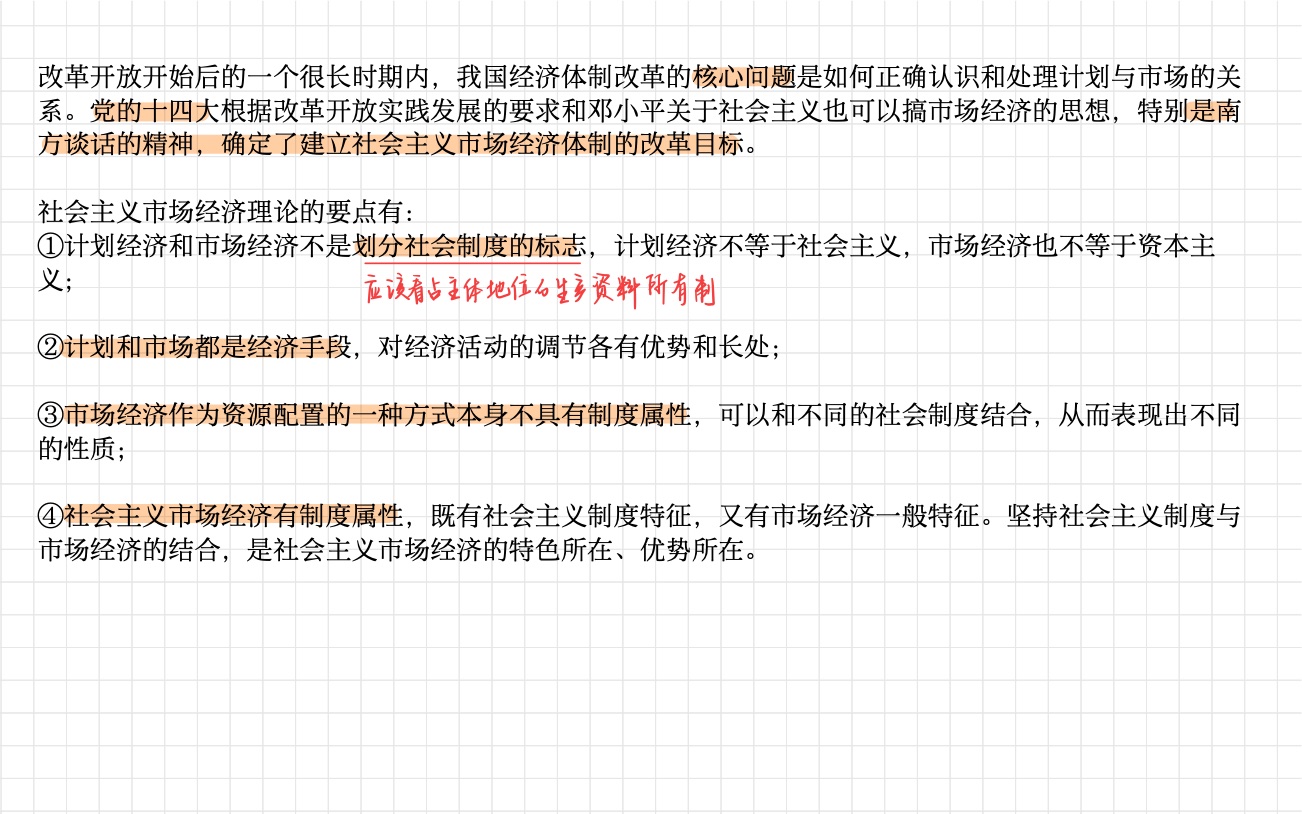 改革开放开始后的一个很长时期内，我国经济体制改革的核心问题是如何正确认识和处理计划与市场的关
系。党的十四大根据改革开放实践发展的要求和邓小平关于社会主义也可以搞市场经济的思想，特别是南
方谈话的精神，确定了建立社会主义市场经济体制的改革目标。
社会主义市场经济理论的要点有：
①计划经济和市场经济不是划分社会制度的标志，计划经济不等于社会主义，市场经济也不等于资本主
义；
应该看占主体地位的生产资料所有制
②计划和市场都是经济手段，对经济活动的调节各有优势和长处；
③市场经济作为资源配置的一种方式本身不具有制度属性，可以和不同的社会制度结合，从而表现出不同
的性质；
④社会主义市场经济有制度属性，既有社会主义制度特征，又有市场经济一般特征。坚持社会主义制度与
市场经济的结合，是社会主义市场经济的特色所在、优势所在。